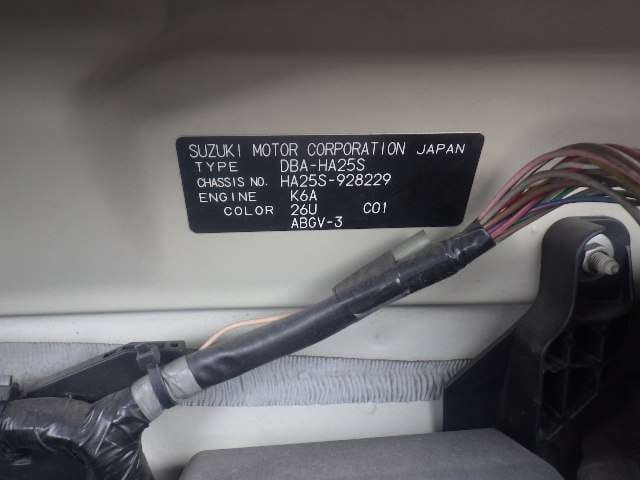 SUZUKI MOTOR CORPORATION JAPAN
TYPE DBA-HA25S
CHASSIS NO. HA25S-928229
ENGINE K6A
COLOR 26U C01
ABGV-3